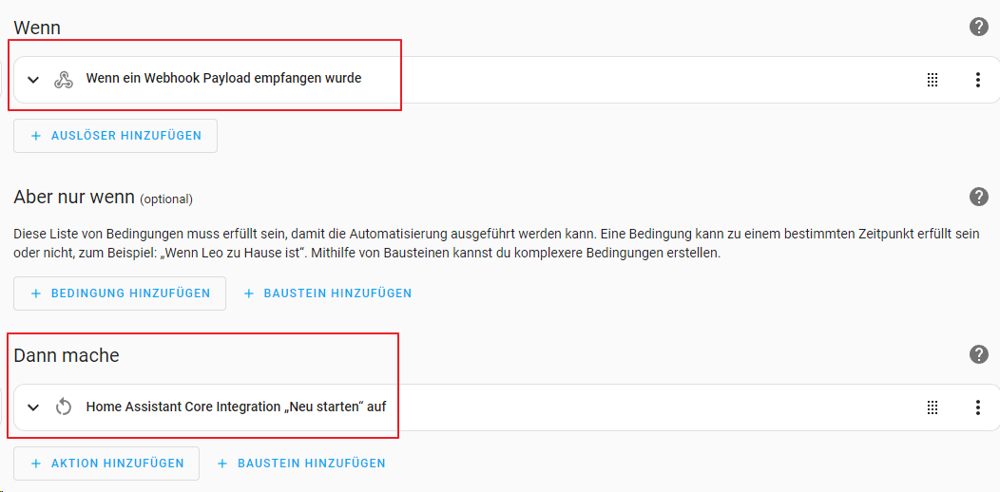 Wenn
Wenn ein Webhook Payload empfangen wurde
+ AUSLÖSER HINZUFÜGEN
Aber nur wenn (optional)
Diese Liste von Bedingungen muss erfüllt sein, damit die Automatisierung ausgeführt werden kann. Eine Bedingung kann zu einem bestimmten Zeitpunkt erfüllt sein
oder nicht, zum Beispiel: „Wenn Leo zu Hause ist“. Mithilfe von Bausteinen kannst du komplexere Bedingungen erstellen.
+ BEDINGUNG HINZUFÜGEN + BAUSTEIN HINZUFÜGEN
Dann mache
Home Assistant Core Integration „Neu starten“ auf
+ AKTION HINZUFÜGEN + BAUSTEIN HINZUFÜGEN